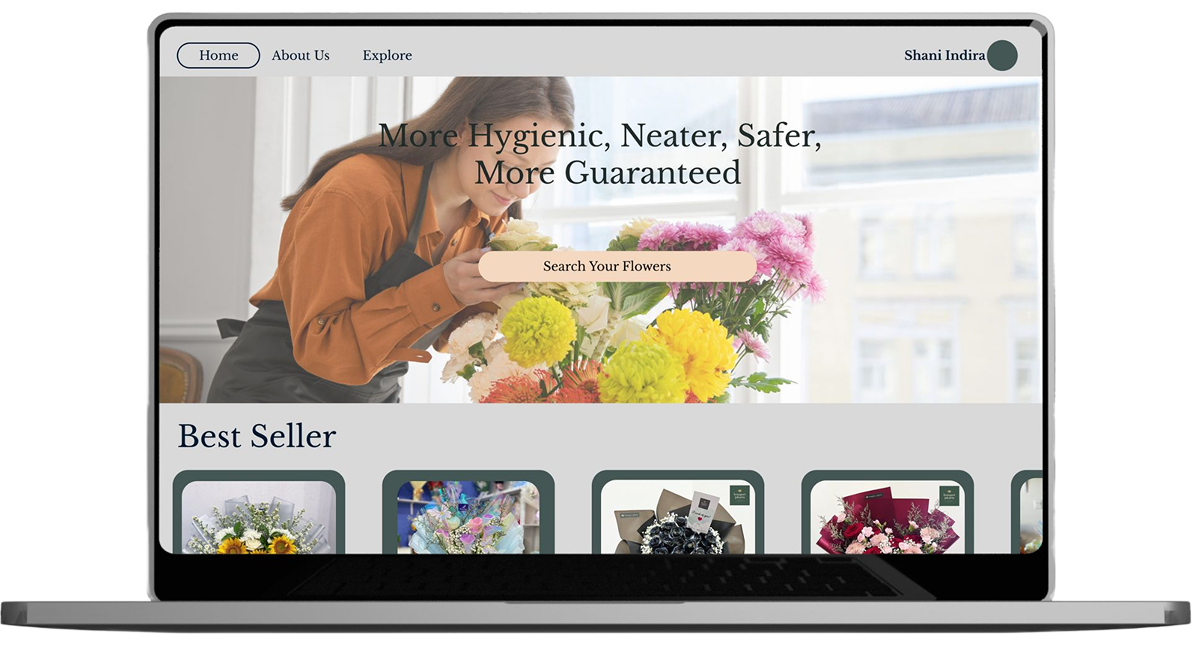 Home
About Us
Explore
Shani Indira
More Hygienic, Neater, Safer,
More Guaranteed
Search Your Flowers
Best Seller